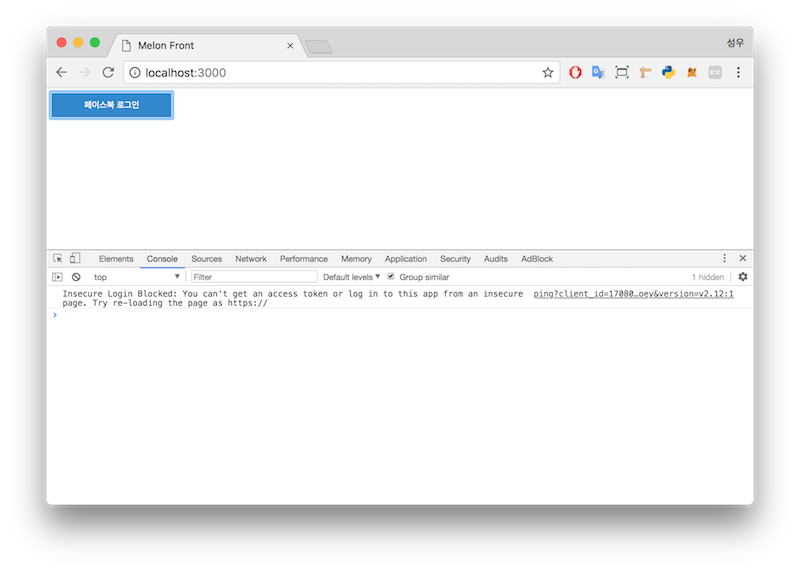 Melon Front
성우
localhost:3000
페이스북 로그인
Elements Console Sources Network Performance Memory Application Security Audits AdBlock
top Filter Default levels Group similar 1 hidden
Insecure Login Blocked: You can't get an access token or log in to this app from an insecure ping?client_id=17080…oey&version=v2.12:1
page. Try re-loading the page as https://